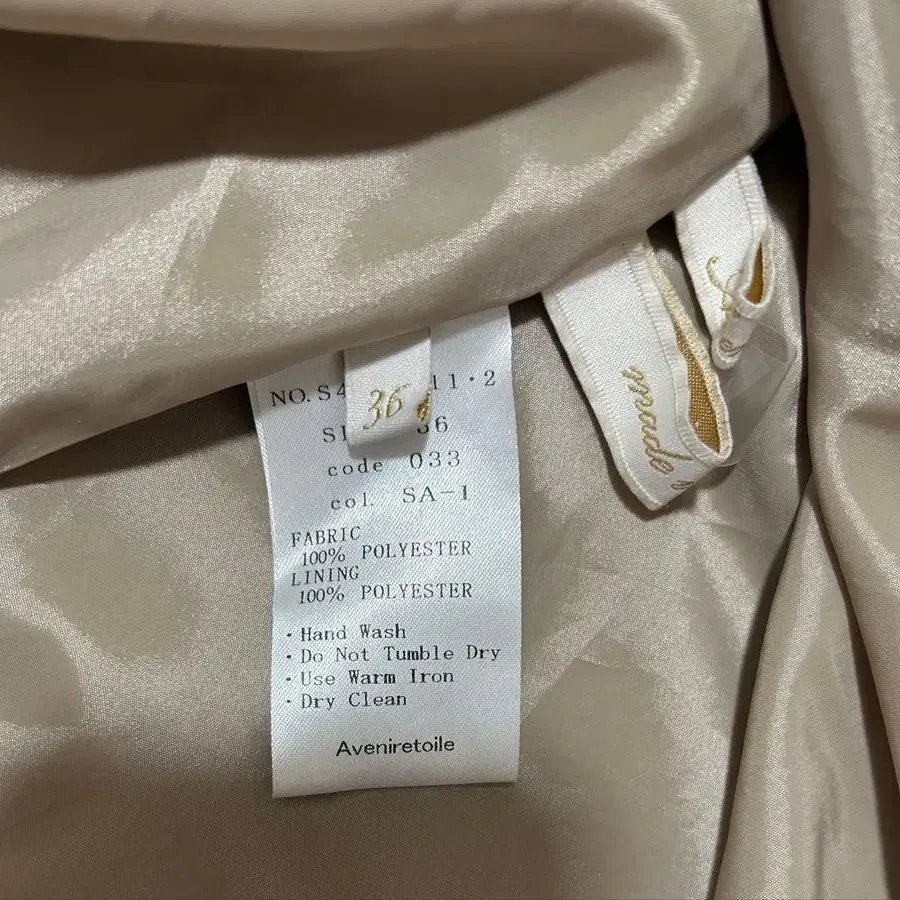 NO. S4 11・2
36
36
code 033
col. SA-1
FABRIC
100% POLYESTER
LINING
100% POLYESTER
・Hand Wash
・Do Not Tumble Dry
・Use Warm Iron
・Dry Clean
Aveniretoile
made